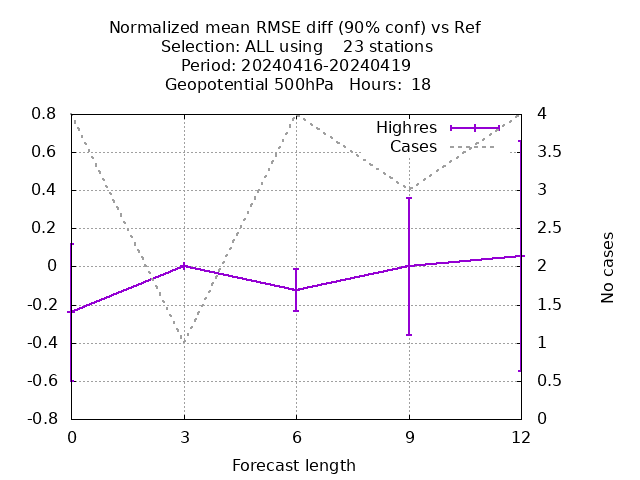 Normalized mean RMSE diff (90% conf) vs Ref
Selection: ALL using    23 stations
Period: 20240416-20240419
Geopotential 500hPa   Hours:  18
Highres
Cases
0.8
0.6
0.4
0.2
0
-0.2
-0.4
-0.6
-0.8
4
3.5
3
2.5
2
1.5
1
0.5
0
No cases
0 3 6 9 12
Forecast length